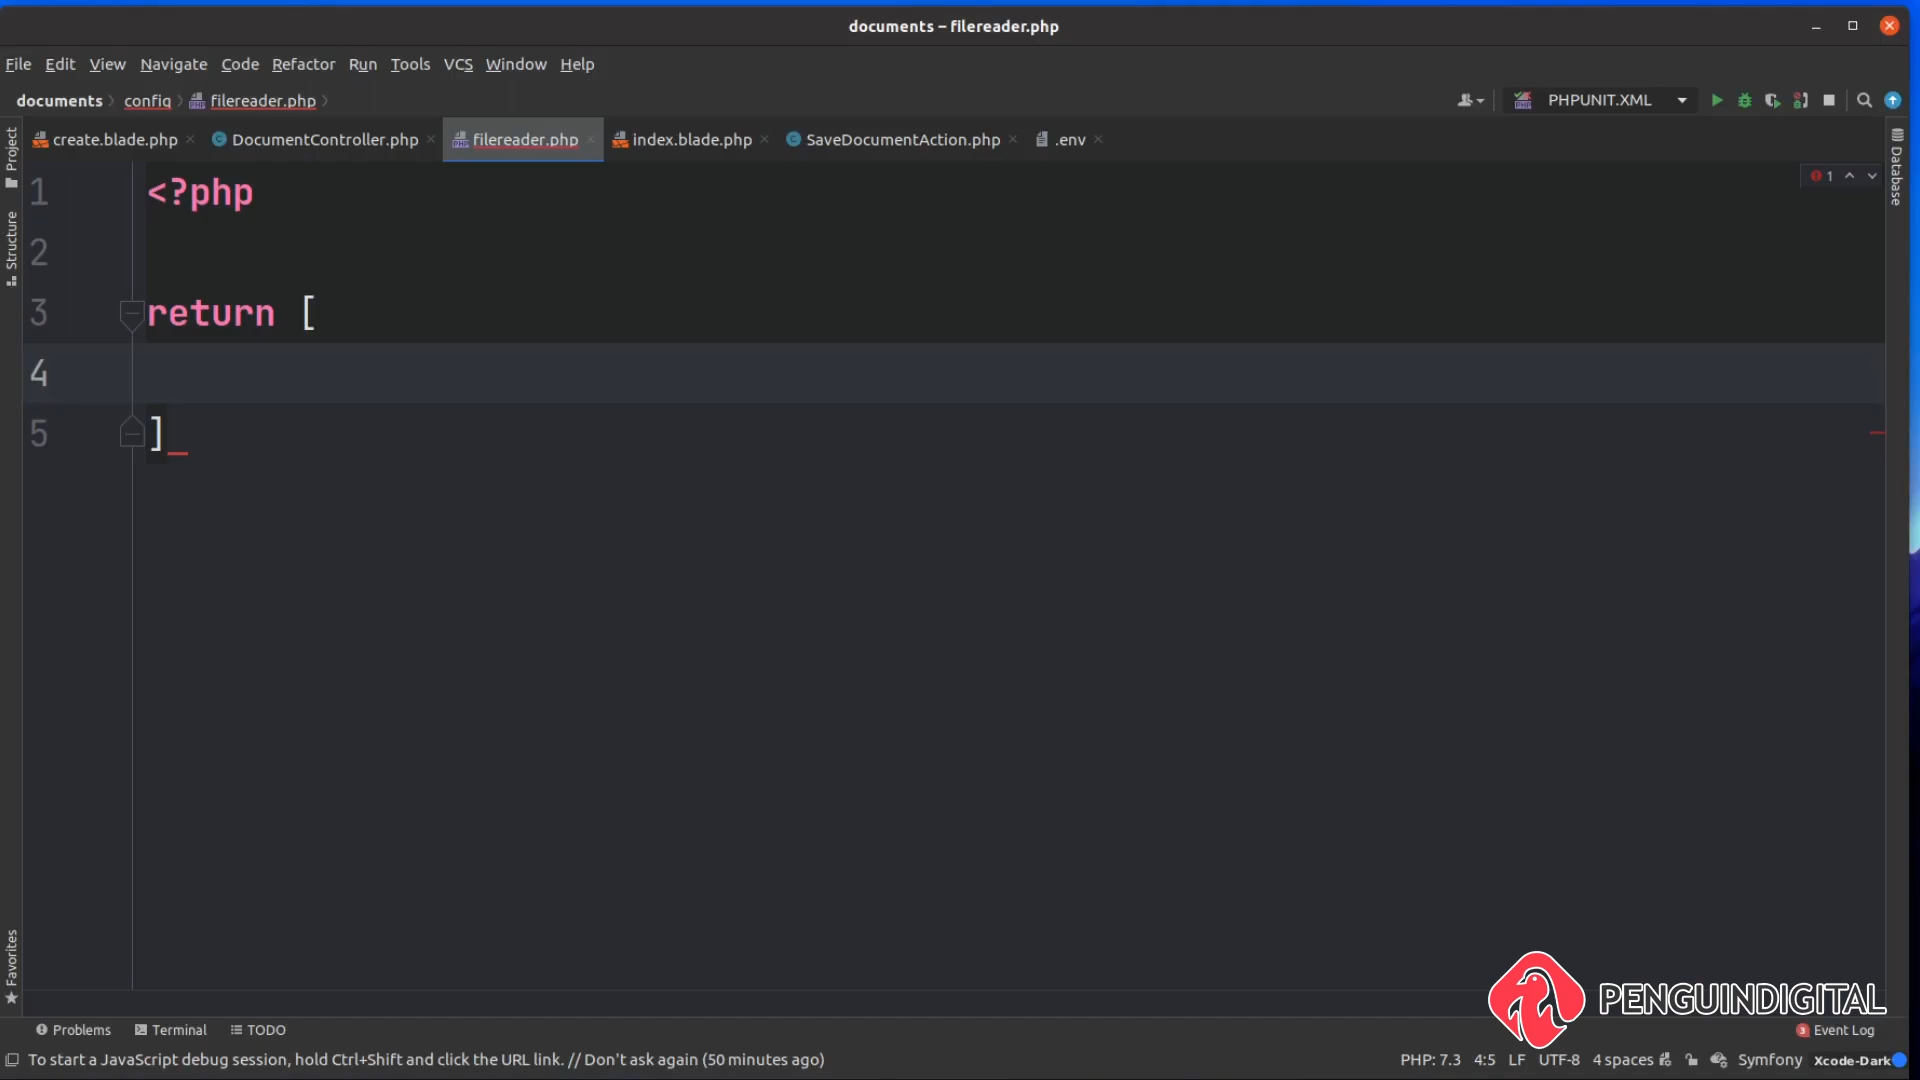 documents – filereader.php
File Edit View Navigate Code Refactor Run Tools VCS Window Help
documents config filereader.php
PHPUNIT.XML
create.blade.php DocumentController.php filereader.php index.blade.php SaveDocumentAction.php .env
Project
Structure
Favorites
Database
1
1 <?php
2
3 return [
4
5 ]
PENGUINDIGITAL
Problems Terminal TODO
3 Event Log
To start a JavaScript debug session, hold Ctrl+Shift and click the URL link. // Don't ask again (50 minutes ago)
PHP: 7.3 4:5 LF UTF-8 4 spaces Symfony Xcode-Dark